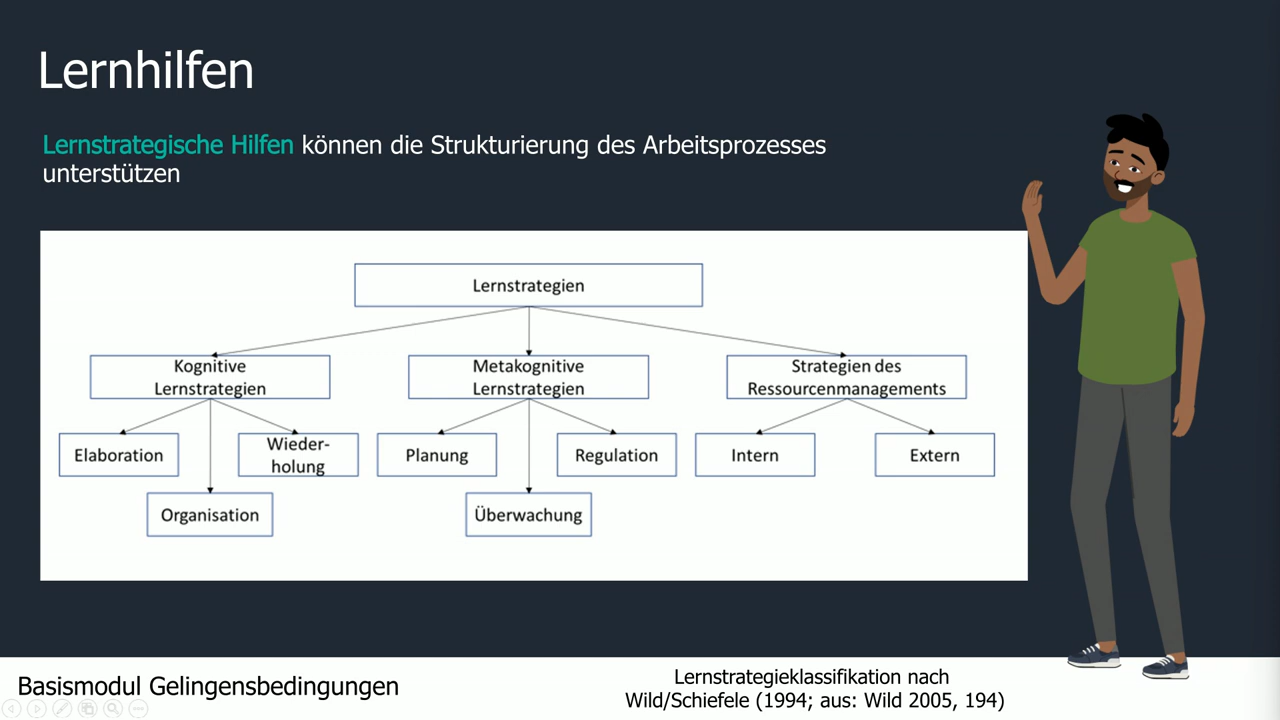 Lernhilfen
Lernstrategische Hilfen können die Strukturierung des Arbeitsprozesses
unterstützen
Lernstrategien
Kognitive
Lernstrategien
Metakognitive
Lernstrategien
Strategien des
Ressourcenmanagements
Elaboration
Wieder-
holung
Planung
Regulation
Intern
Extern
Organisation
Überwachung
Basismodul Gelingensbedingungen
Lernstrategieklassifikation nach
Wild/Schiefele (1994; aus: Wild 2005, 194)